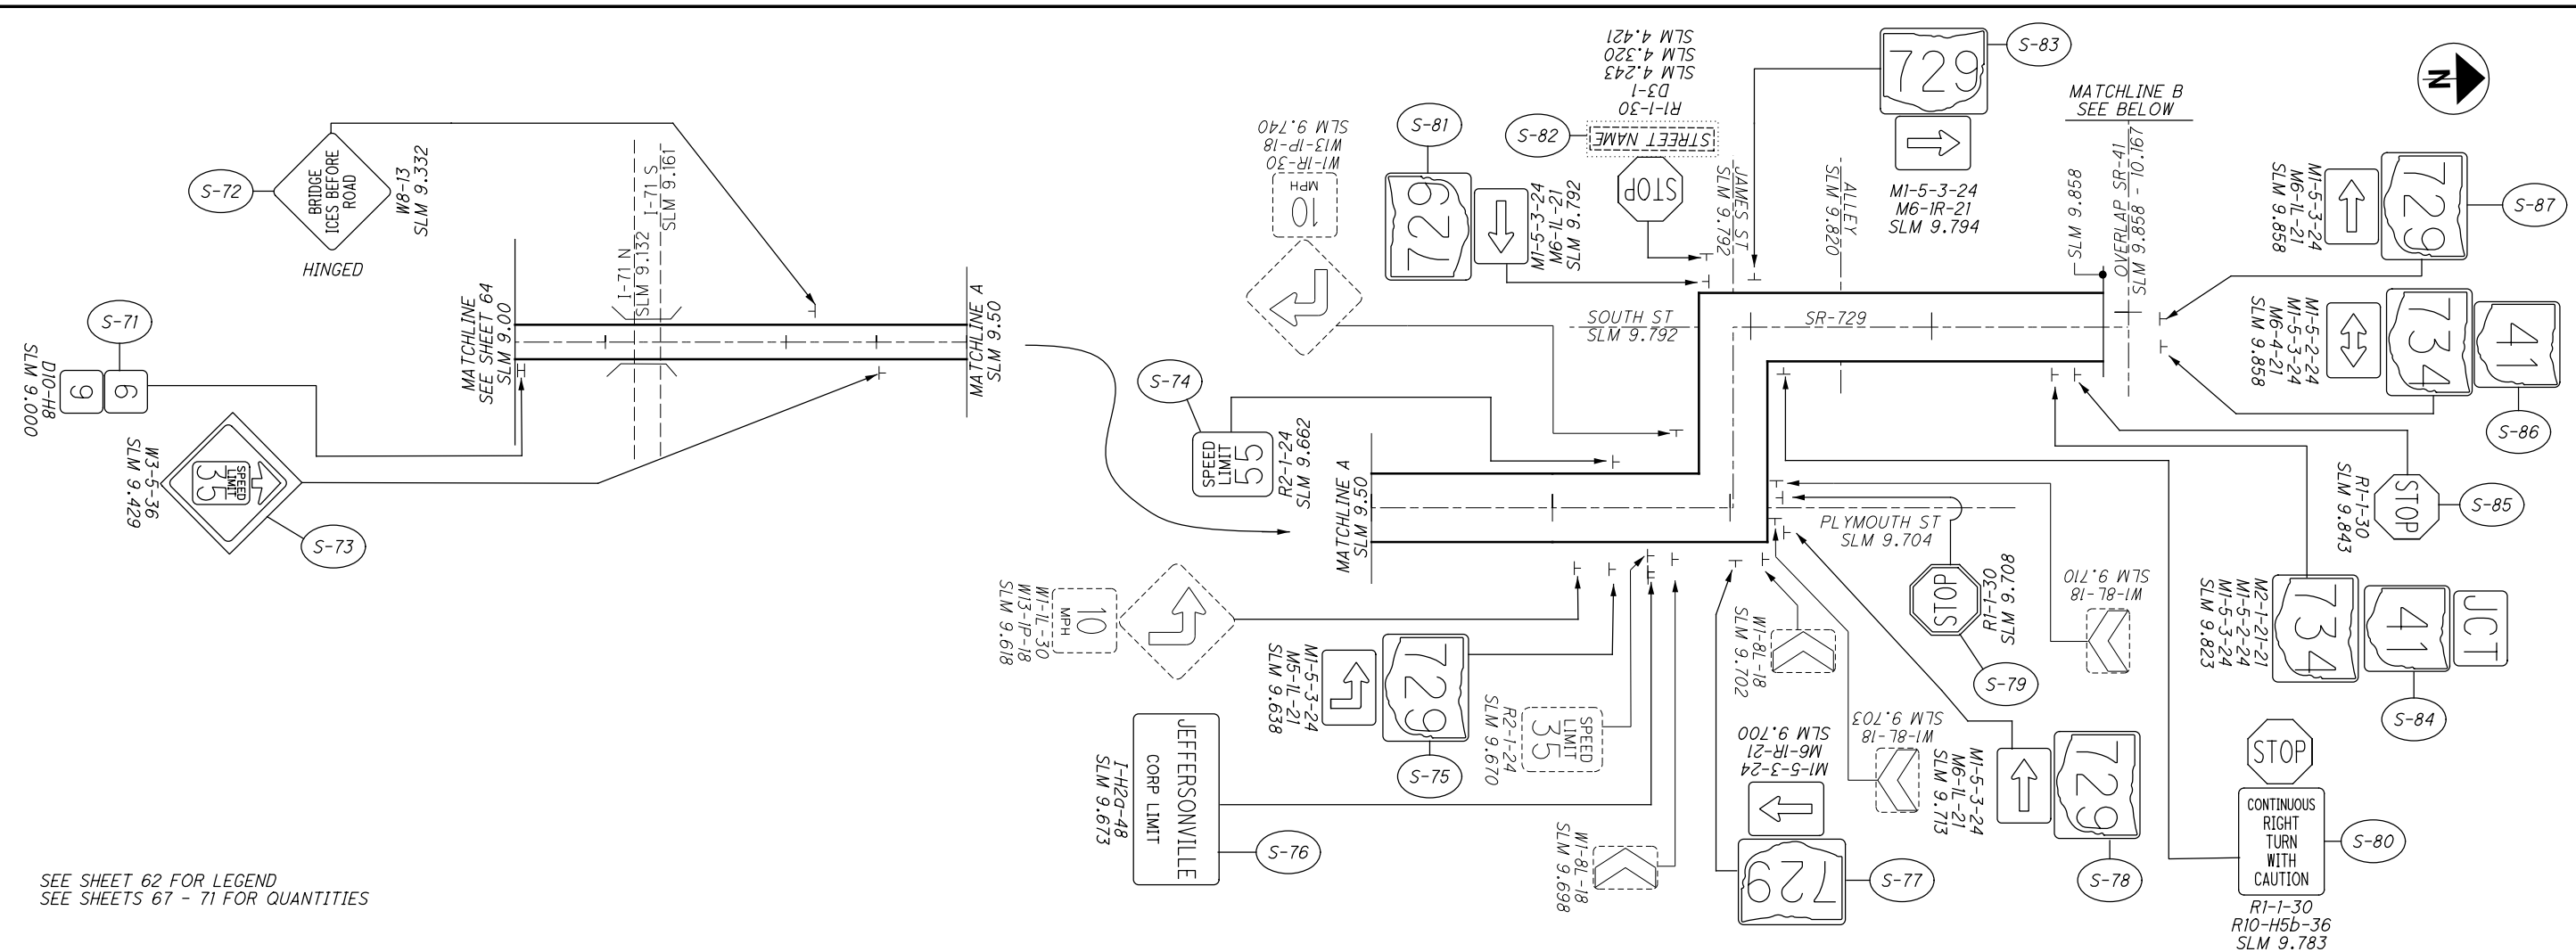 S-72
BRIDGE
ICES BEFORE
ROAD
W8-13
SLM 9.332
HINGED
S-71
6
9
D10-H8
SLM 9.000
SPEED
LIMIT
35
W3-5-36
SLM 9.429
S-73
MATCHLINE
SEE SHEET 64
SLM 9.00
I-71 N
SLM 9.132
I-71 S
SLM 9.161
MATCHLINE A
SLM 9.50
SEE SHEET 62 FOR LEGEND
SEE SHEETS 67 - 71 FOR QUANTITIES
W1-1R-30
W13-1P-18
SLM 9.740
10
MPH
S-81
729
M1-5-3-24
M6-1L-21
SLM 9.792
S-82
STREET NAME
STOP
R1-1-30
D3-1
SLM 4.243
SLM 4.320
SLM 4.421
S-83
729
M1-5-3-24
M6-1R-21
SLM 9.794
JAMES ST
SLM 9.792
ALLEY
SLM 9.820
SOUTH ST
SLM 9.792
SR-729
MATCHLINE B
SEE BELOW
SLM 9.858
OVERLAP SR-41
SLM 9.858 - 10.167
N
S-87
729
M1-5-3-24
M6-1L-21
SLM 9.858
S-86
41
734
M1-5-2-24
M1-5-3-24
M6-4-21
SLM 9.858
S-74
SPEED
LIMIT
55
R2-1-24
SLM 9.662
MATCHLINE A
SLM 9.50
10
MPH
W1-1L-30
W13-1P-18
SLM 9.618
729
M1-5-3-24
M5-1L-21
SLM 9.638
S-75
JEFFERSONVILLE
CORP LIMIT
I-H2a-48
SLM 9.673
S-76
SPEED
LIMIT
35
R2-1-24
SLM 9.670
W1-8L-18
SLM 9.698
W1-8L-18
SLM 9.702
M1-5-3-24
M6-1R-21
SLM 9.700
729
S-77
W1-8L-18
SLM 9.703
PLYMOUTH ST
SLM 9.704
STOP
R1-1-30
SLM 9.708
S-79
W1-8L-18
SLM 9.710
729
M1-5-3-24
M6-1L-21
SLM 9.713
S-78
S-85
STOP
R1-1-30
SLM 9.843
JCT
41
734
M2-1-21-21
M1-5-2-24
M1-5-3-24
SLM 9.823
S-84
STOP
CONTINUOUS
RIGHT
TURN
WITH
CAUTION
S-80
R1-1-30
R10-H5b-36
SLM 9.783